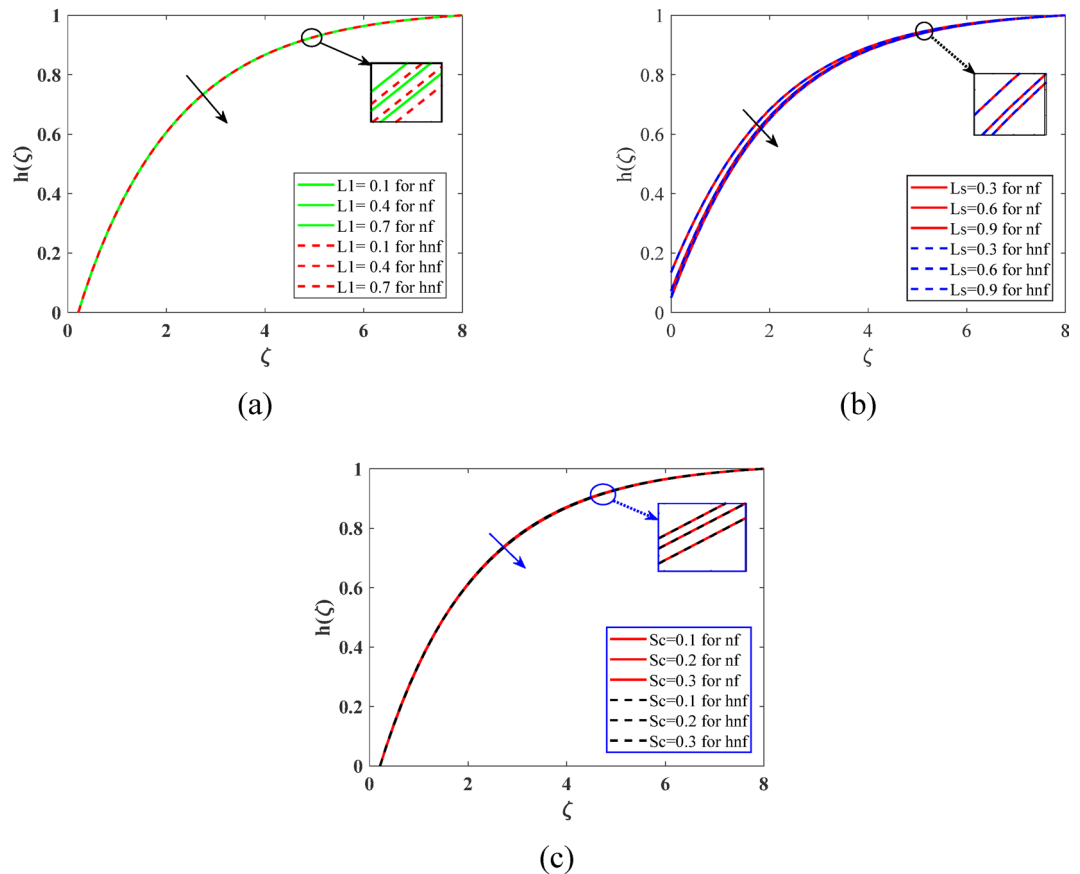 1
0.8
0.6
0.4
0.2
0
h(ζ)
L1= 0.1 for nf
L1= 0.4 for nf
L1= 0.7 for nf
L1= 0.1 for hnf
L1= 0.4 for hnf
L1= 0.7 for hnf
0 2 4 6 8
ζ
(a)
1
0.8
0.6
0.4
0.2
0
h(ζ)
Ls=0.3 for nf
Ls=0.6 for nf
Ls=0.9 for nf
Ls=0.3 for hnf
Ls=0.6 for hnf
Ls=0.9 for hnf
0 2 4 6 8
ζ
(b)
1
0.8
0.6
0.4
0.2
0
h(ζ)
Sc=0.1 for nf
Sc=0.2 for nf
Sc=0.3 for nf
Sc=0.1 for hnf
Sc=0.2 for hnf
Sc=0.3 for hnf
0 2 4 6 8
ζ
(c)